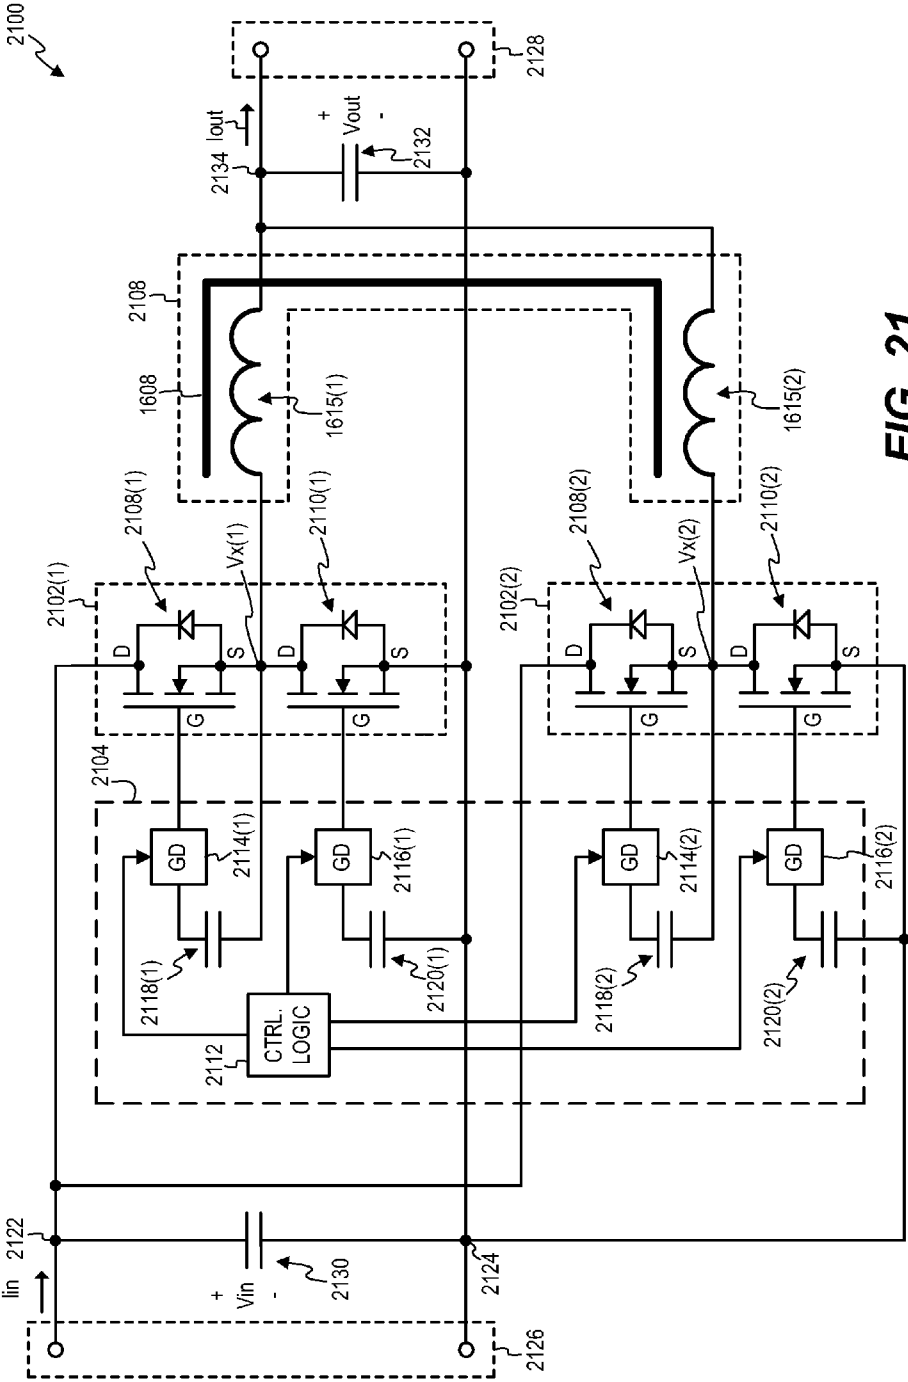 2100
2128
Iout
2134
+
Vout
-
2132
2108
1608
1615(1)
1615(2)
2102(1)
2108(1)
Vx(1)
2110(1)
D
S
G
D
S
G
2102(2)
2108(2)
Vx(2)
2110(2)
D
S
G
D
S
G
2104
GD
2114(1)
GD
2116(1)
GD
2114(2)
GD
2116(2)
2118(1)
2120(1)
2118(2)
2120(2)
CTRL.
LOGIC
2112
Iin
2122
+
Vin
-
2130
2124
2126
FIG. 21